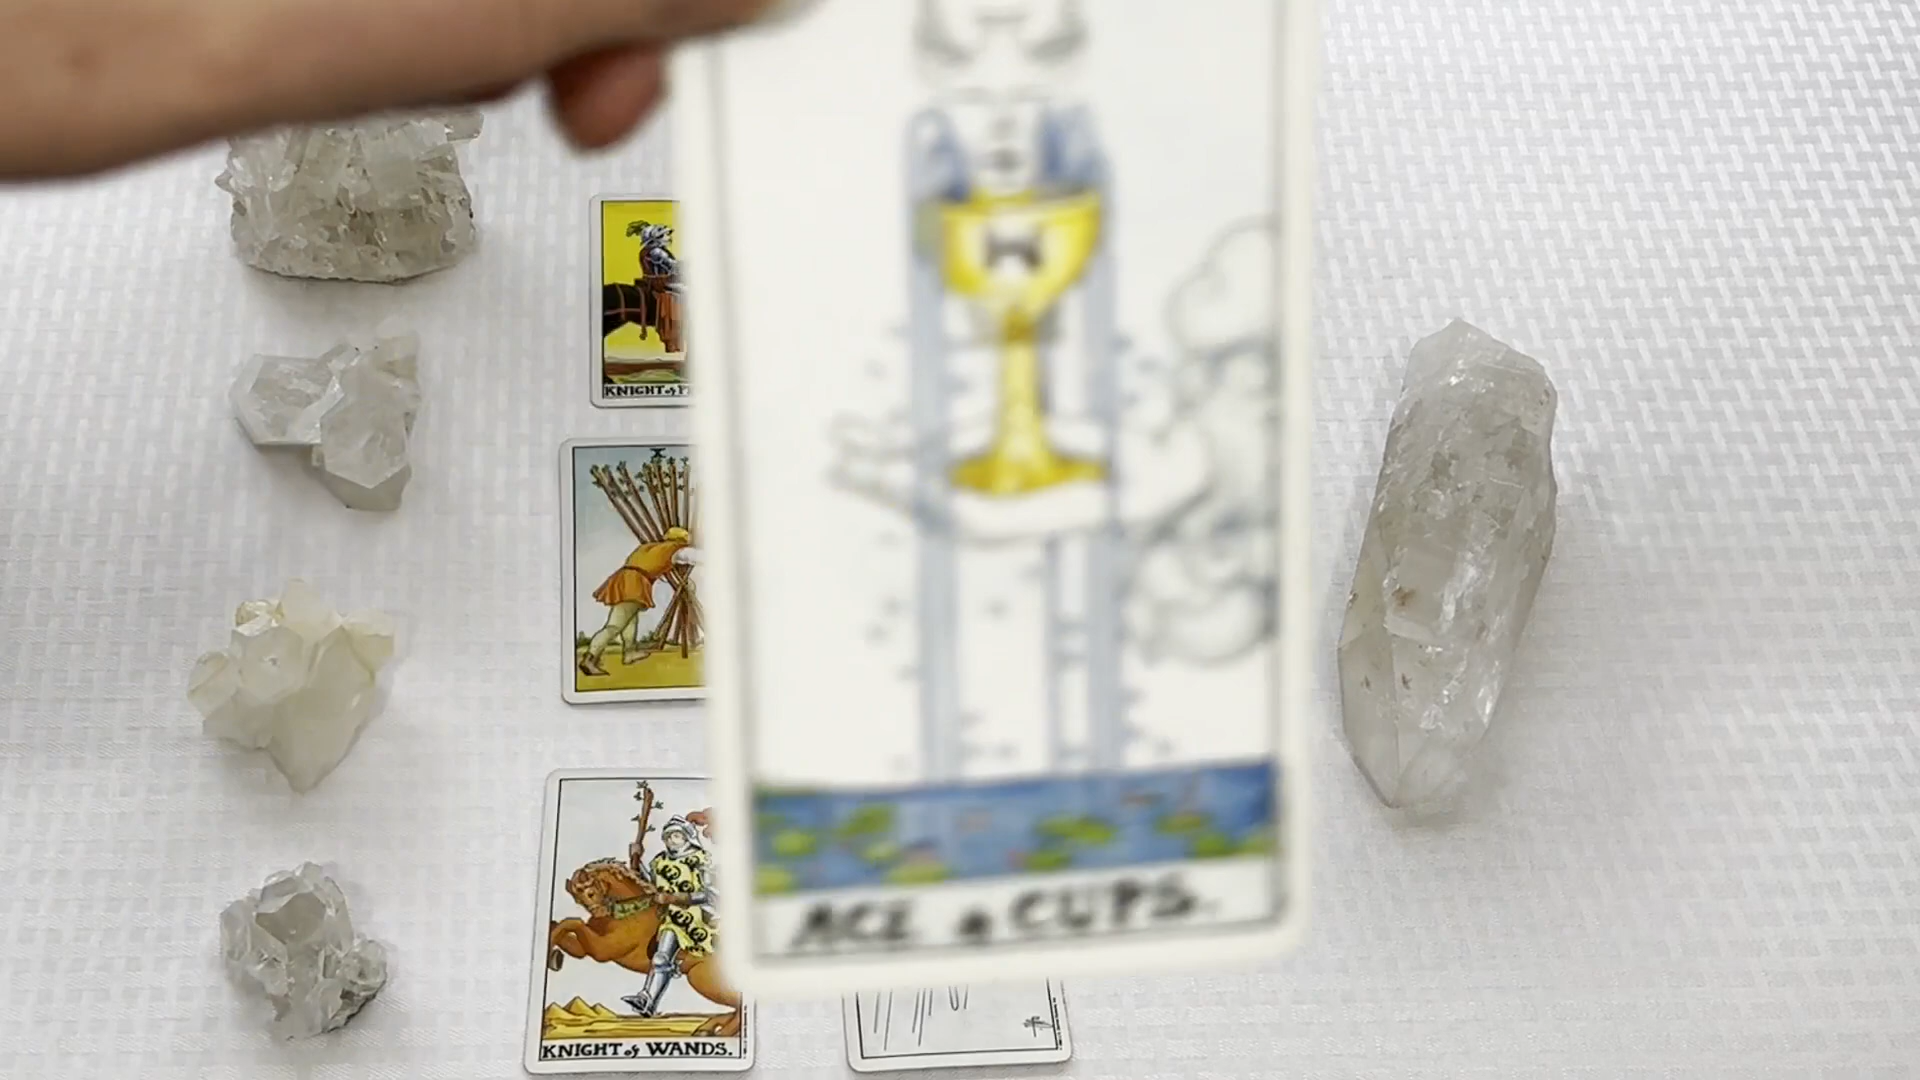 KNIGHT of
X
KNIGHT of WANDS.
ACE of CUPS.